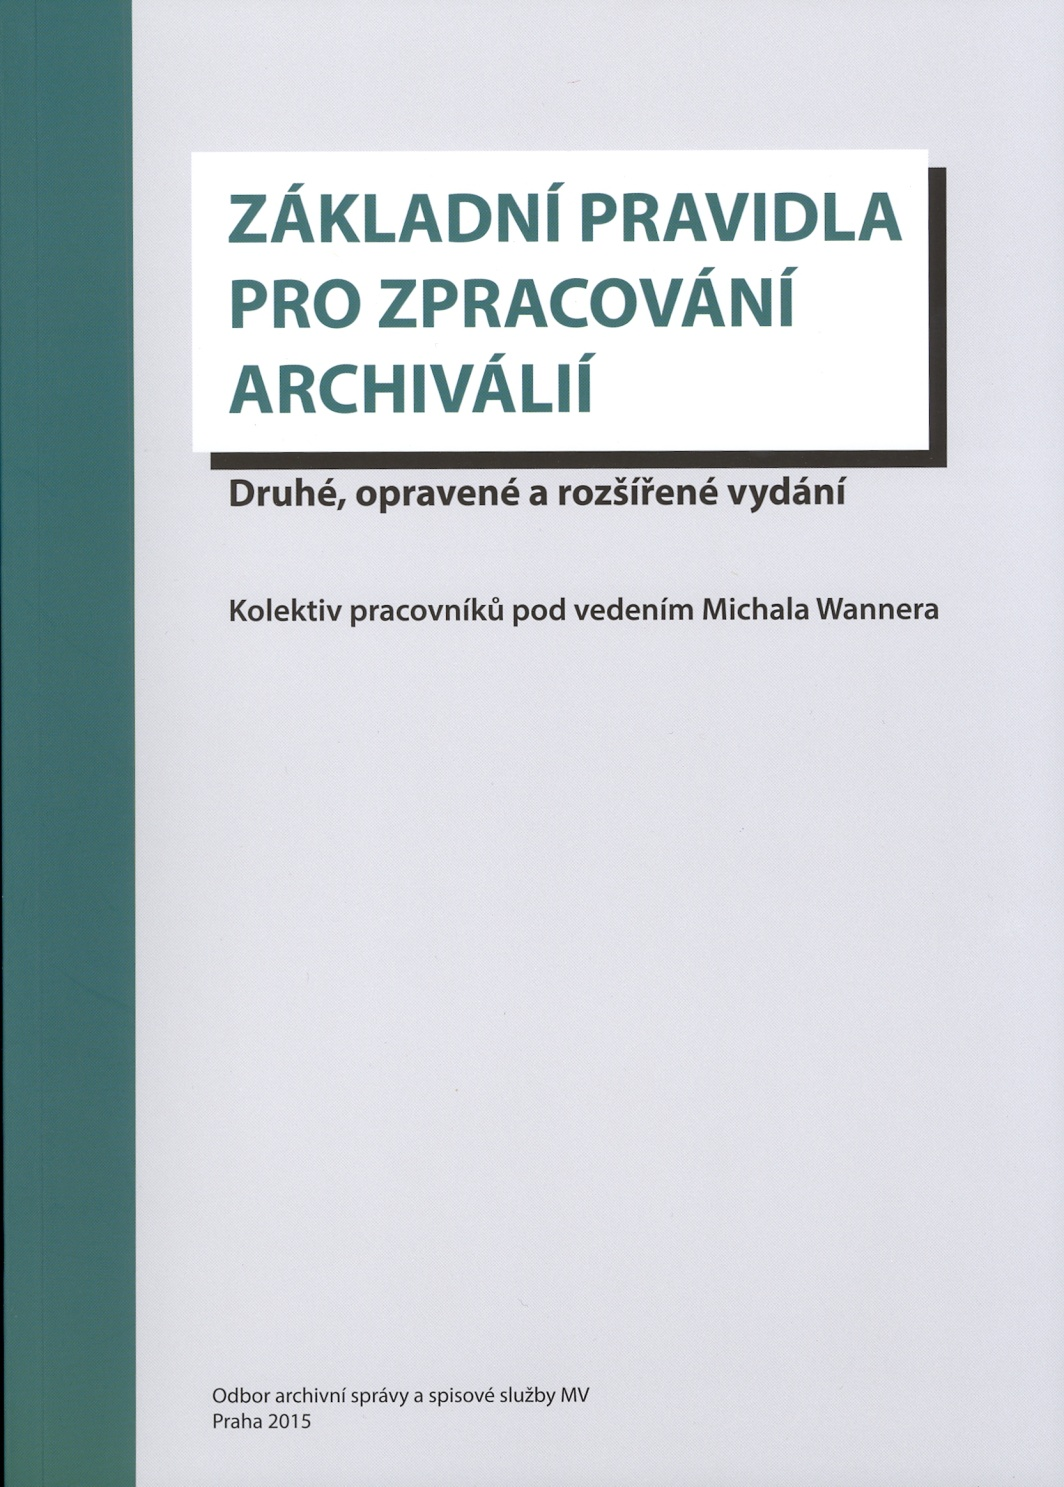 ZÁKLADNÍ PRAVIDLA
PRO ZPRACOVÁNÍ
ARCHIVÁLIÍ
Druhé, opravené a rozšířené vydání
Kolektiv pracovníků pod vedením Michala Wannera
Odbor archivní správy a spisové služby MV
Praha 2015